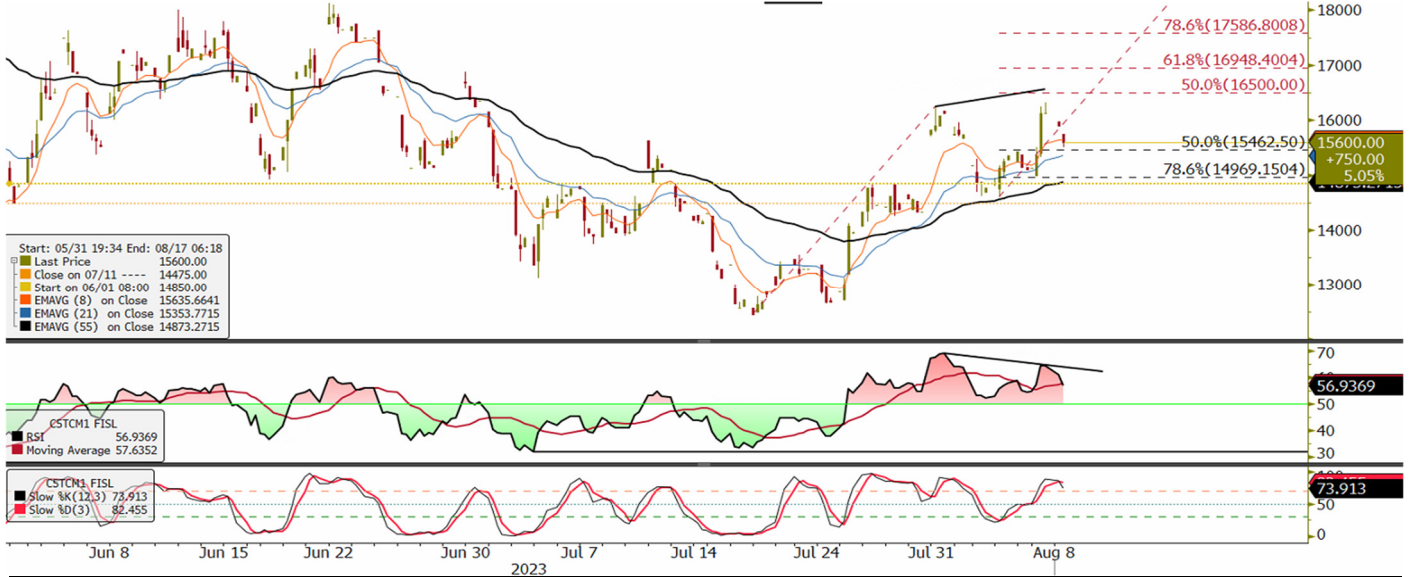 18000
78.6%(17586.8008)
17000
61.8%(16948.4004)
50.0%(16500.00)
16000
50.0%(15462.50)
15600.00
+750.00
5.05%
78.6%(14969.1504)
14000
13000
Start: 05/31 19:34 End: 08/17 06:18
Last Price 15600.00
Close on 07/11 ---- 14475.00
Start on 06/01 08:00 14850.00
EMAVG (8) on Close 15635.6641
EMAVG (21) on Close 15353.7715
EMAVG (55) on Close 14873.2715
70
56.9369
50
40
30
CSTCM1 FISL
RSI 56.9369
Moving Average 57.6352
CSTCM1 FISL
Slow %K(12,3) 73.913
Slow %D(3) 82.455
73.913
50
0
Jun 8 Jun 15 Jun 22 Jun 30 Jul 7 Jul 14 Jul 24 Jul 31 Aug 8
2023